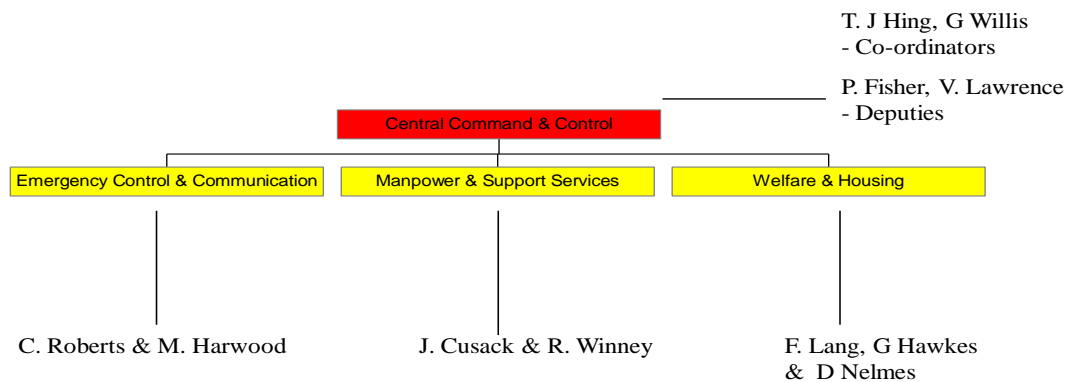 T. J Hing, G Willis
- Co-ordinators
P. Fisher, V. Lawrence
- Deputies
Central Command & Control
Emergency Control & Communication
Manpower & Support Services
Welfare & Housing
C. Roberts & M. Harwood
J. Cusack & R. Winney
F. Lang, G Hawkes
& D Nelmes